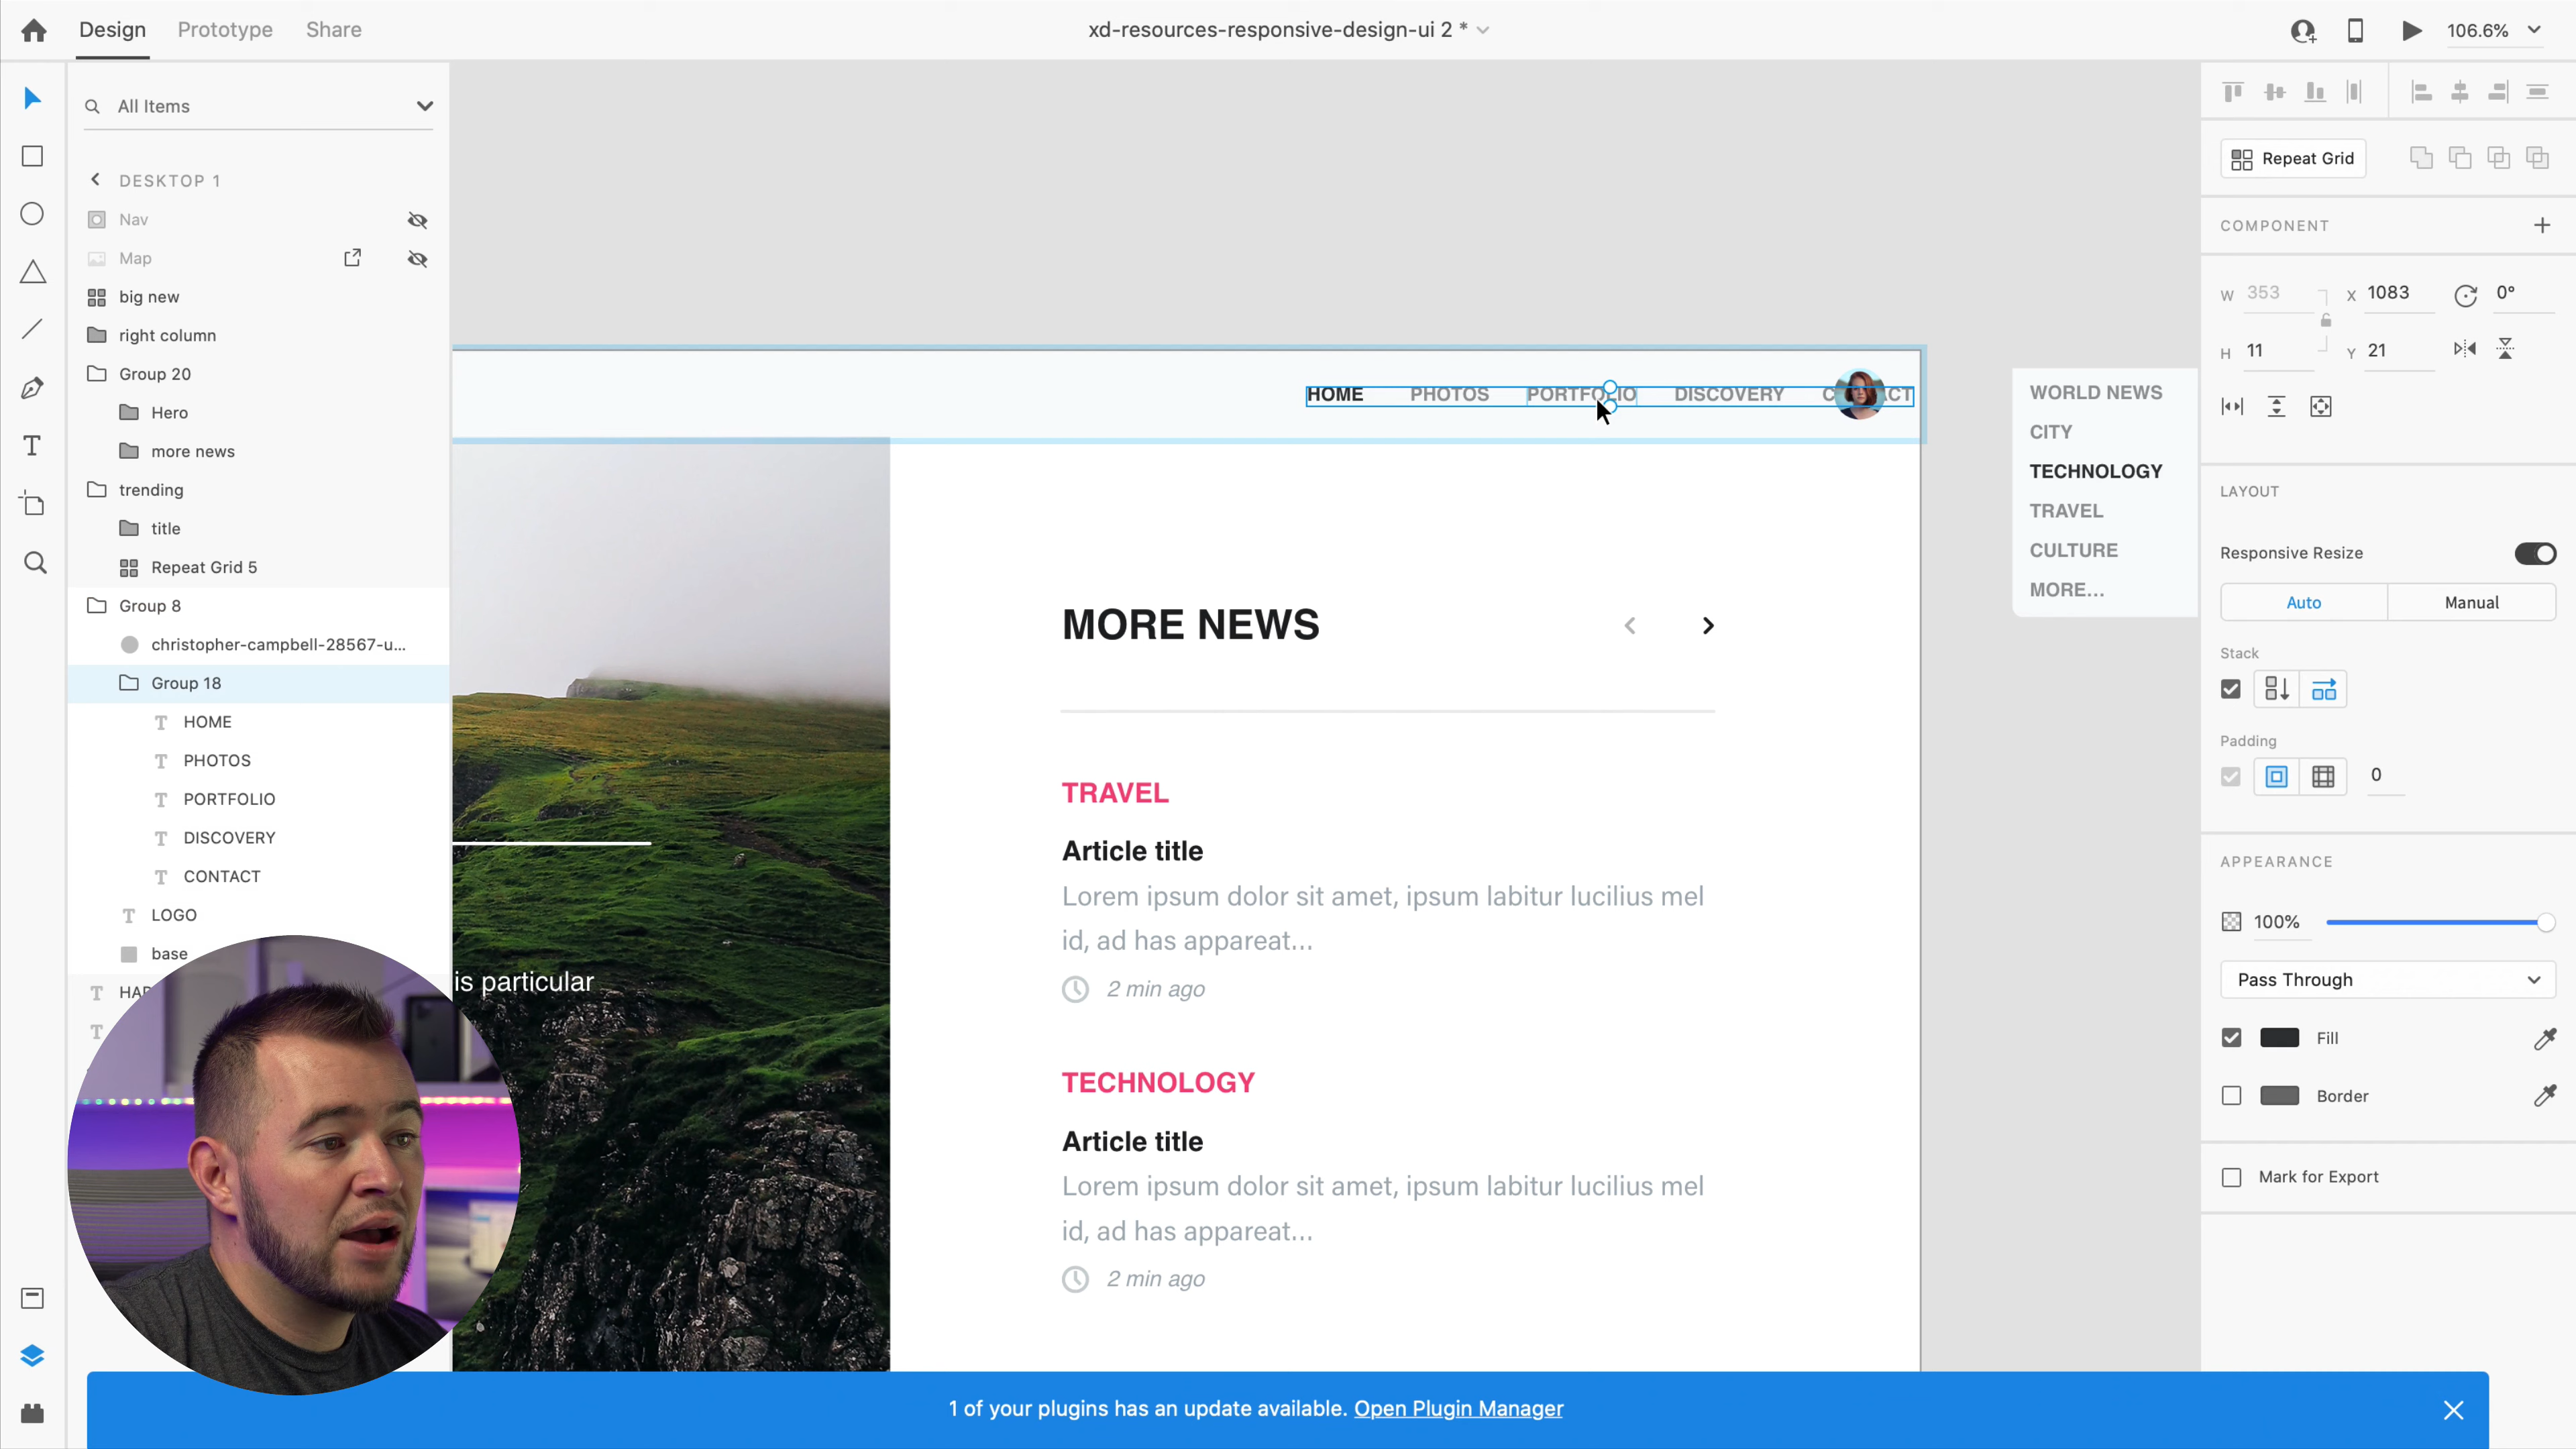 Design Prototype Share xd-resources-responsive-design-ui 2 * 106.6%
All Items
DESKTOP 1
Nav
Map
big new
right column
Group 20
Hero
more news
trending
title
Repeat Grid 5
Group 8
christopher-campbell-28567-u...
Group 18
HOME
PHOTOS
PORTFOLIO
DISCOVERY
CONTACT
LOGO
base
HOME PHOTOS PORTFOLIO DISCOVERY
is particular
MORE NEWS
TRAVEL
Article title
Lorem ipsum dolor sit amet, ipsum labitur lucilius mel
id, ad has appareat...
2 min ago
TECHNOLOGY
Article title
Lorem ipsum dolor sit amet, ipsum labitur lucilius mel
id, ad has appareat...
2 min ago
WORLD NEWS
CITY
TECHNOLOGY
TRAVEL
CULTURE
MORE...
Repeat Grid
COMPONENT
W 353 X 1083 0°
H 11 Y 21
LAYOUT
Responsive Resize
Auto Manual
Stack
Padding
0
APPEARANCE
100%
Pass Through
Fill
Border
Mark for Export
1 of your plugins has an update available. Open Plugin Manager